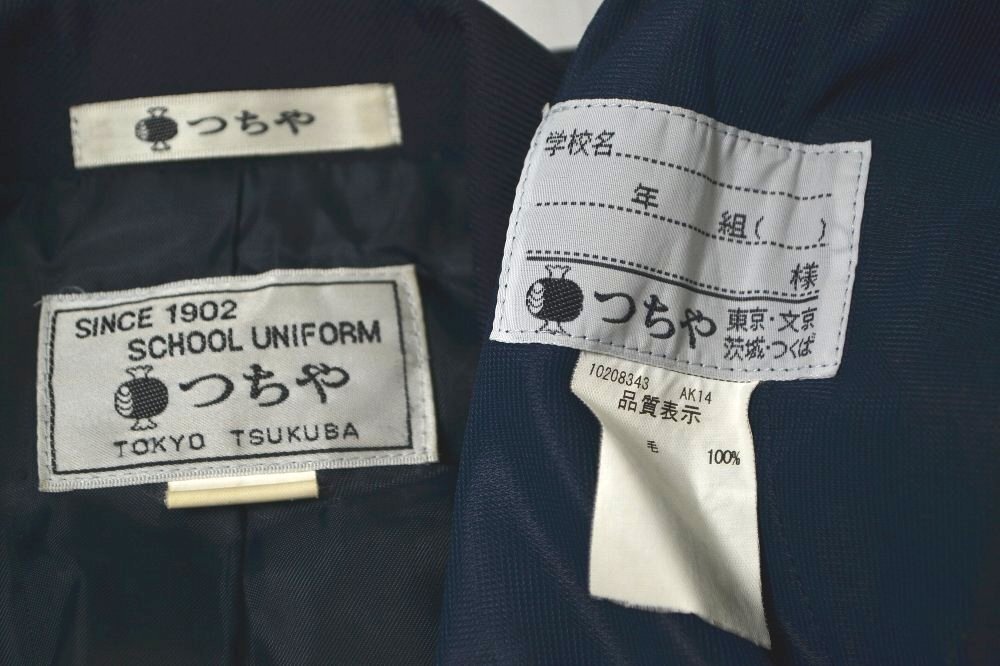 つちや
SINCE 1902
SCHOOL UNIFORM
つちや
TOKYO TSUKUBA
学校名
年 組( )
様
つちや 東京・文京
茨城・つくば
10208343 AK14
品質表示
毛 100%